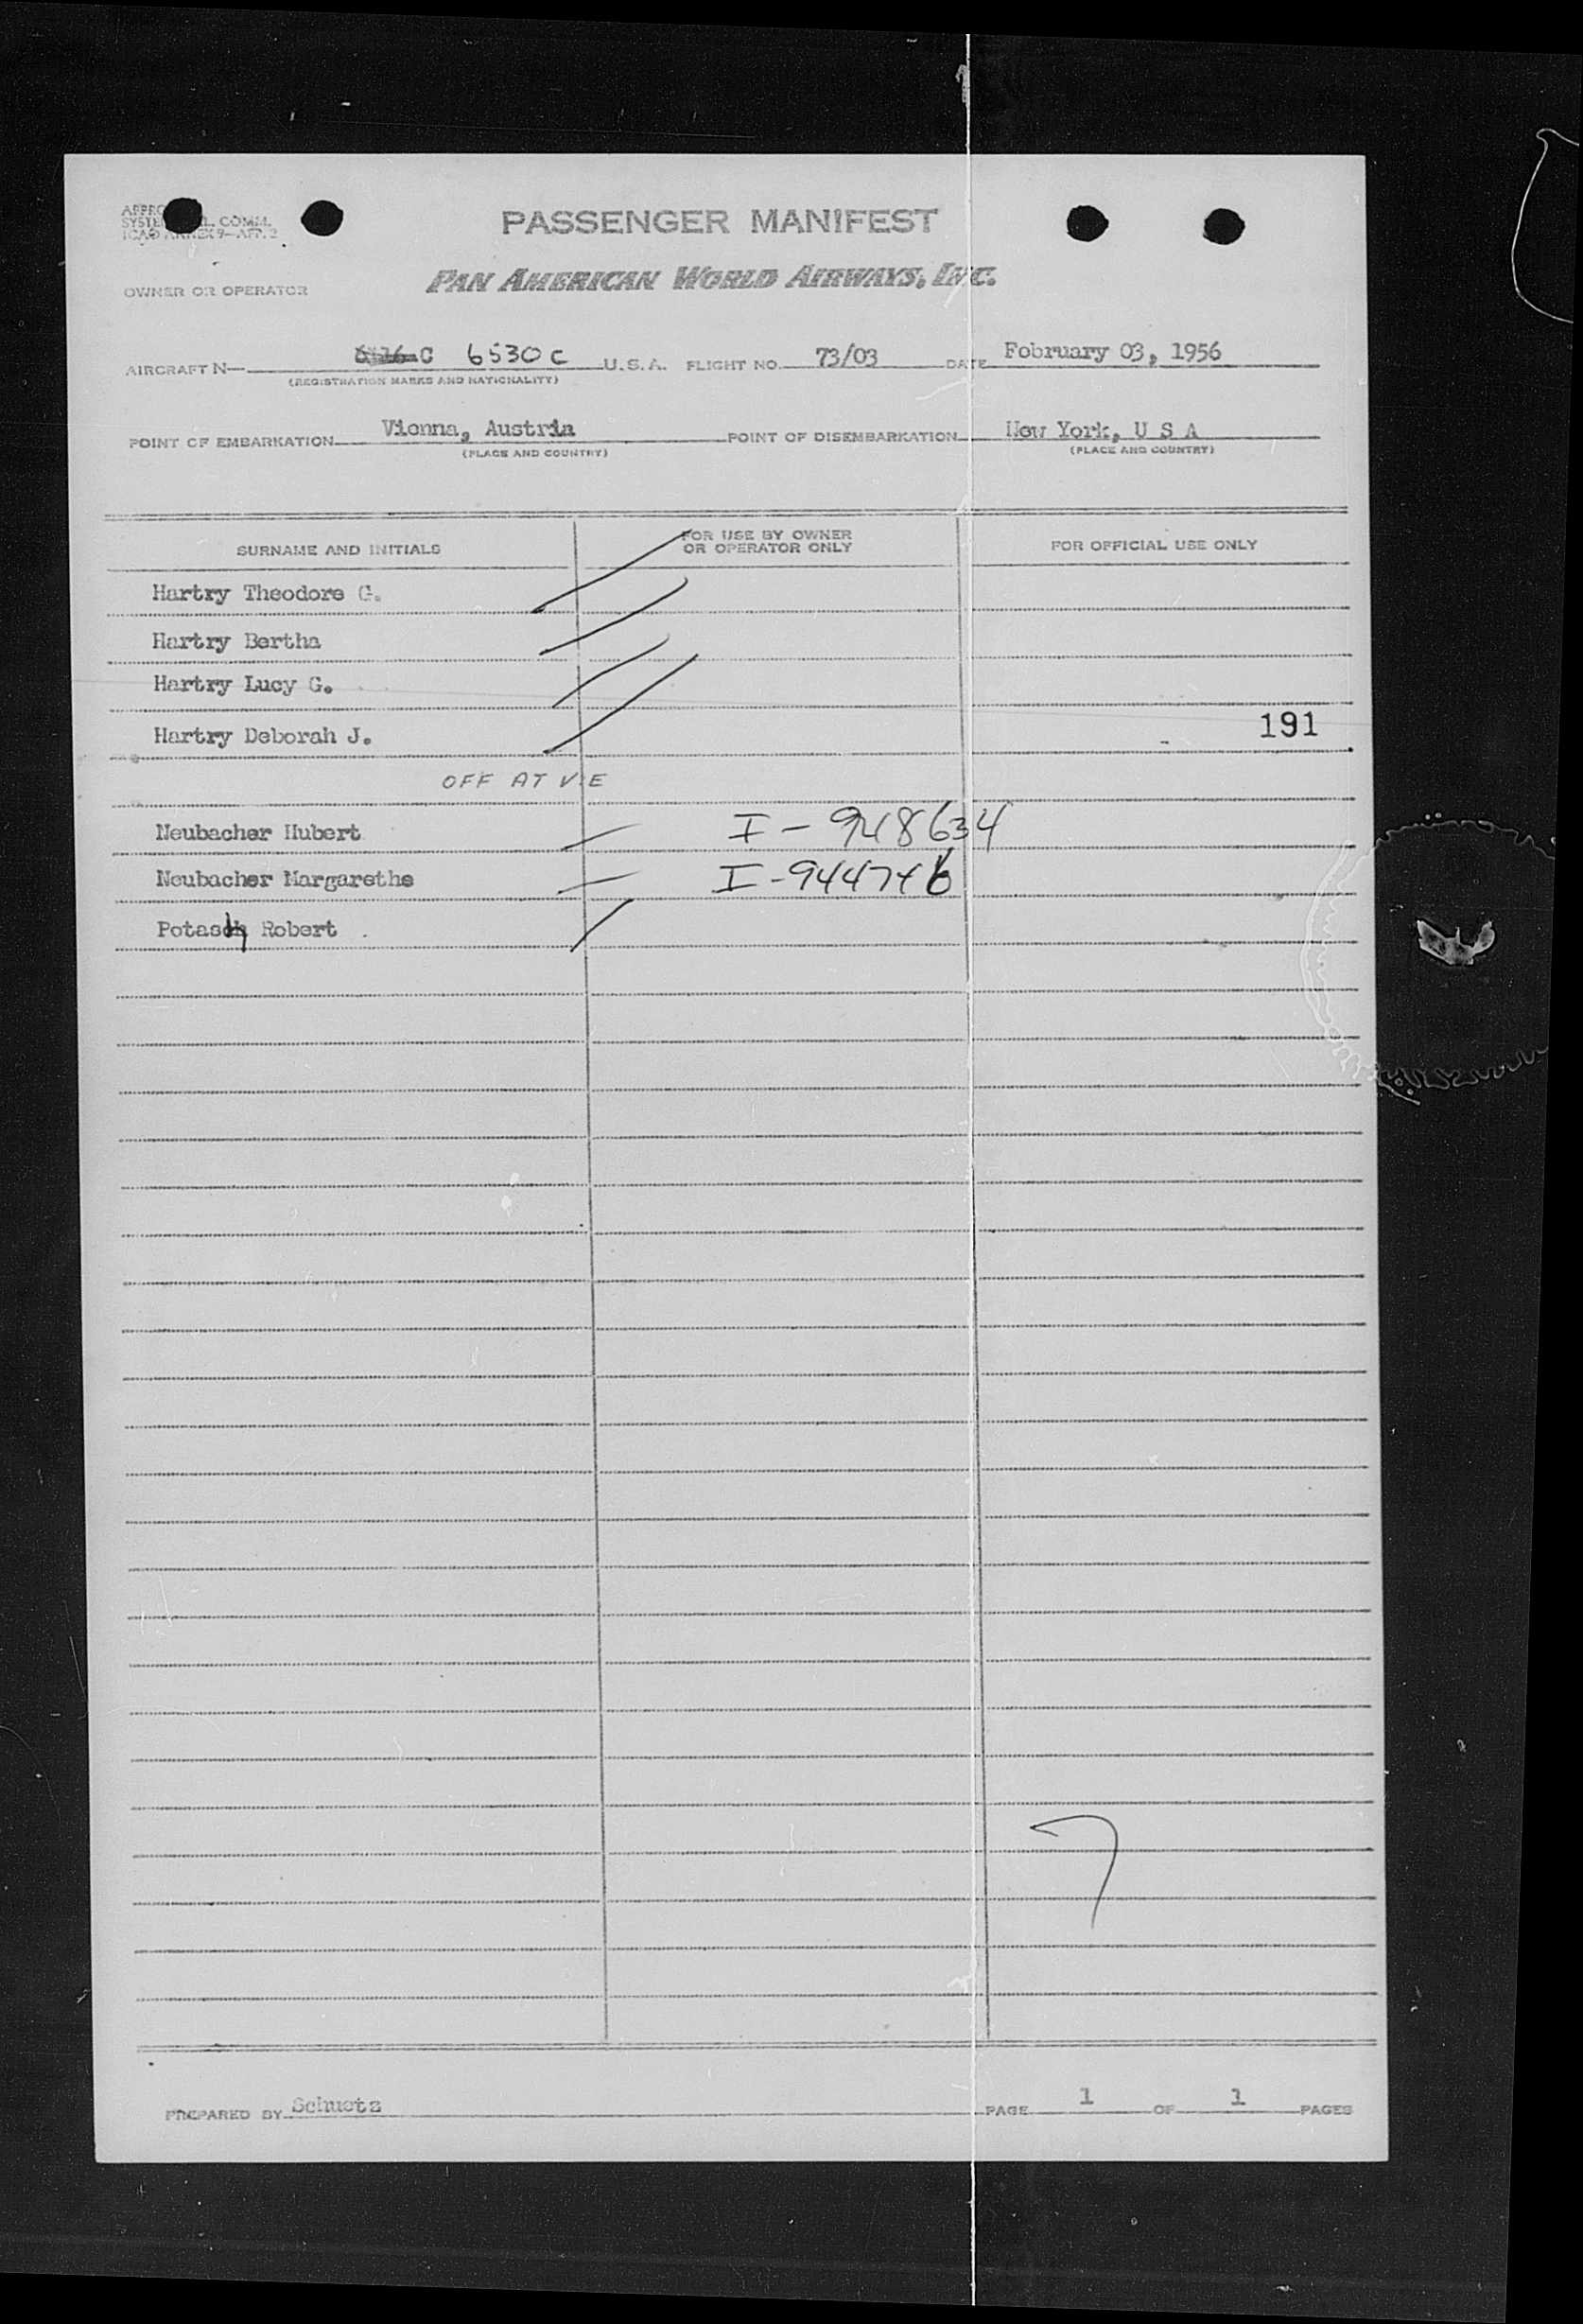 PASSENGER MANIFEST
L. COMM.
OWNER OR OPERATOR PAN AMERICAN WORLD AIRWAYS, INC.
AIRCRAFT N— C 6530C U.S.A. FLIGHT NO. 73/03 DATE February 03, 1956
(REGISTRATION MARKS AND NATIONALITY)
POINT OF EMBARKATION Vienna, Austria POINT OF DISEMBARKATION New York, U S A
(PLACE AND COUNTRY) (PLACE AND COUNTRY)
SURNAME AND INITIALS FOR USE BY OWNER OR OPERATOR ONLY FOR OFFICIAL USE ONLY
Hartry Theodore G.
Hartry Bertha
Hartry Lucy G.
Hartry Deborah J. 191
OFF AT VIE
Neubacher Hubert I - 948634
Neubacher Margarethe I - 944746
Potasch Robert
7
PREPARED BY Schuetz PAGE 1 OF 1 PAGES